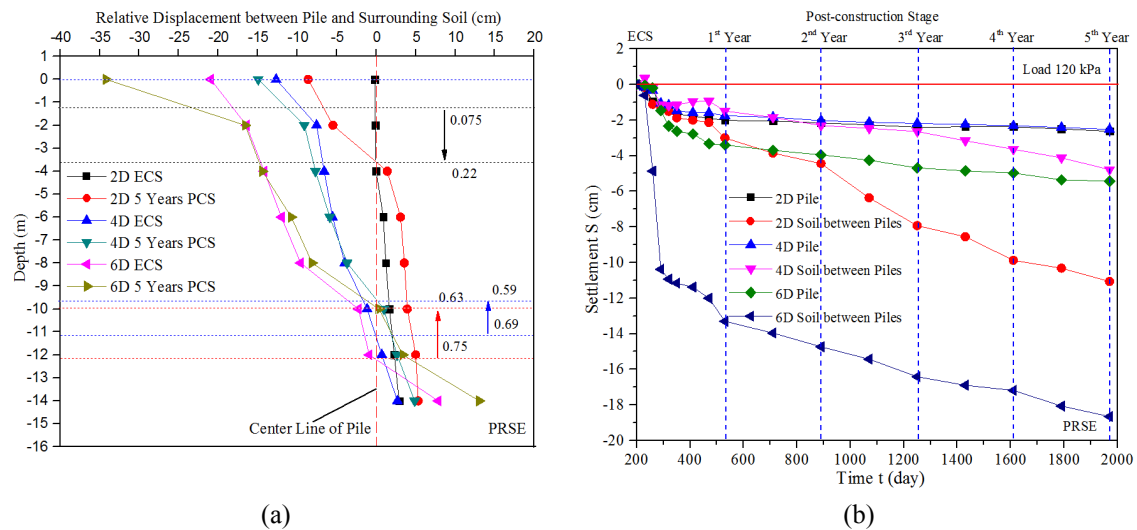 Relative Displacement between Pile and Surrounding Soil (cm)
-40 -35 -30 -25 -20 -15 -10 -5 0 5 10 15 20
1
0
-1
-2
-3
-4
-5
-6
-7
-8
-9
-10
-11
-12
-13
-14
-15
-16
Depth (m)
0.075
0.22
2D ECS
2D 5 Years PCS
4D ECS
4D 5 Years PCS
6D ECS
6D 5 Years PCS
0.63
0.59
0.69
0.75
Center Line of Pile
PRSE
(a)
Post-construction Stage
ECS 1st Year 2nd Year 3rd Year 4th Year 5th Year
2
0
-2
-4
-6
-8
-10
-12
-14
-16
-18
-20
Settlement S (cm)
Load 120 kPa
2D Pile
2D Soil between Piles
4D Pile
4D Soil between Piles
6D Pile
6D Soil between Piles
PRSE
200 400 600 800 1000 1200 1400 1600 1800 2000
Time t (day)
(b)